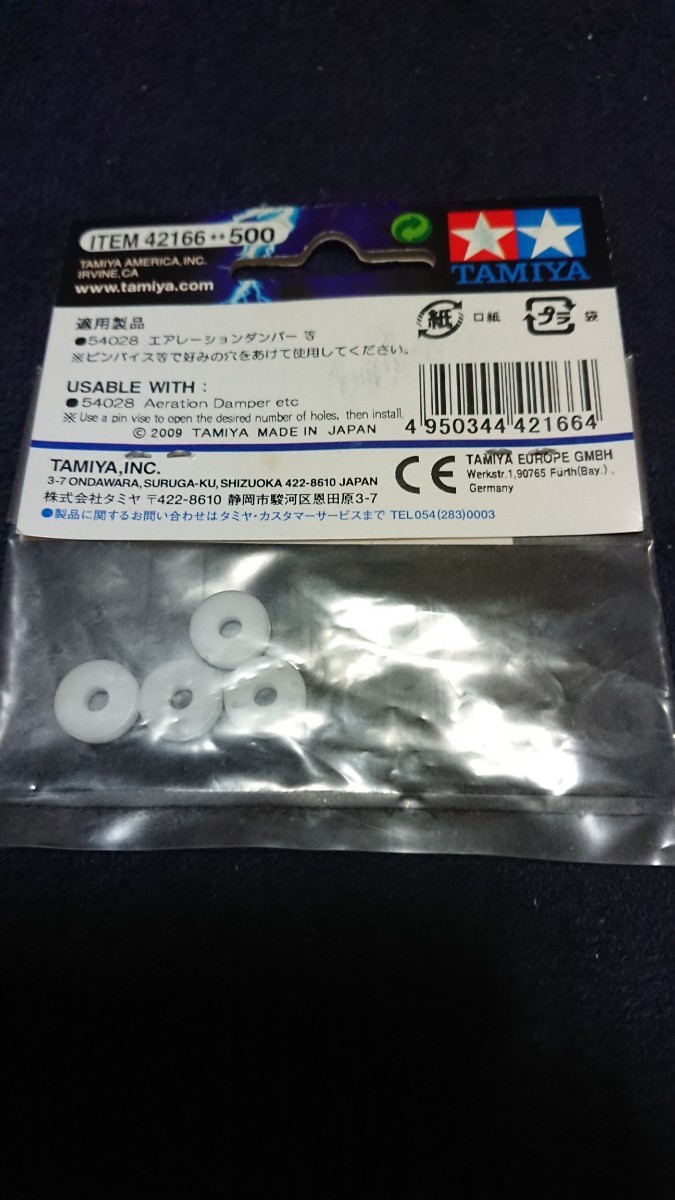 ITEM 42166 ↔ 500
TAMIYA AMERICA, INC.
IRVINE, CA
www.tamiya.com
TAMIYA
適用製品
●54028 エアレーションダンパー 等
※ピンバイス等で好みの穴をあけて使用してください。
紙 口紙
プラ 袋
USABLE WITH :
●54028 Aeration Damper etc
※ Use a pin vise to open the desired number of holes, then install.
© 2009 TAMIYA MADE IN JAPAN
4 950344 421664
TAMIYA, INC.
3-7 ONDAWARA, SURUGA-KU, SHIZUOKA 422-8610 JAPAN
株式会社タミヤ 〒422-8610 静岡市駿河区恩田原3-7
●製品に関するお問い合わせはタミヤ・カスタマーサービスまで TEL054(283)0003
CE
TAMIYA EUROPE GMBH
Werkstr.1,90765 Fürth(Bay.),
Germany